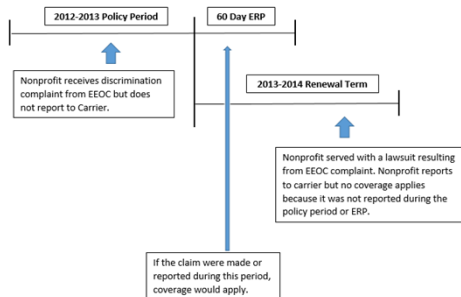 2012-2013 Policy Period
60 Day ERP
Nonprofit receives discrimination
complaint from EEOC but does
not report to Carrier.
2013-2014 Renewal Term
Nonprofit served with a lawsuit resulting
from EEOC complaint. Nonprofit reports
to carrier but no coverage applies
because it was not reported during the
policy period or ERP.
If the claim were made or
reported during this period,
coverage would apply.